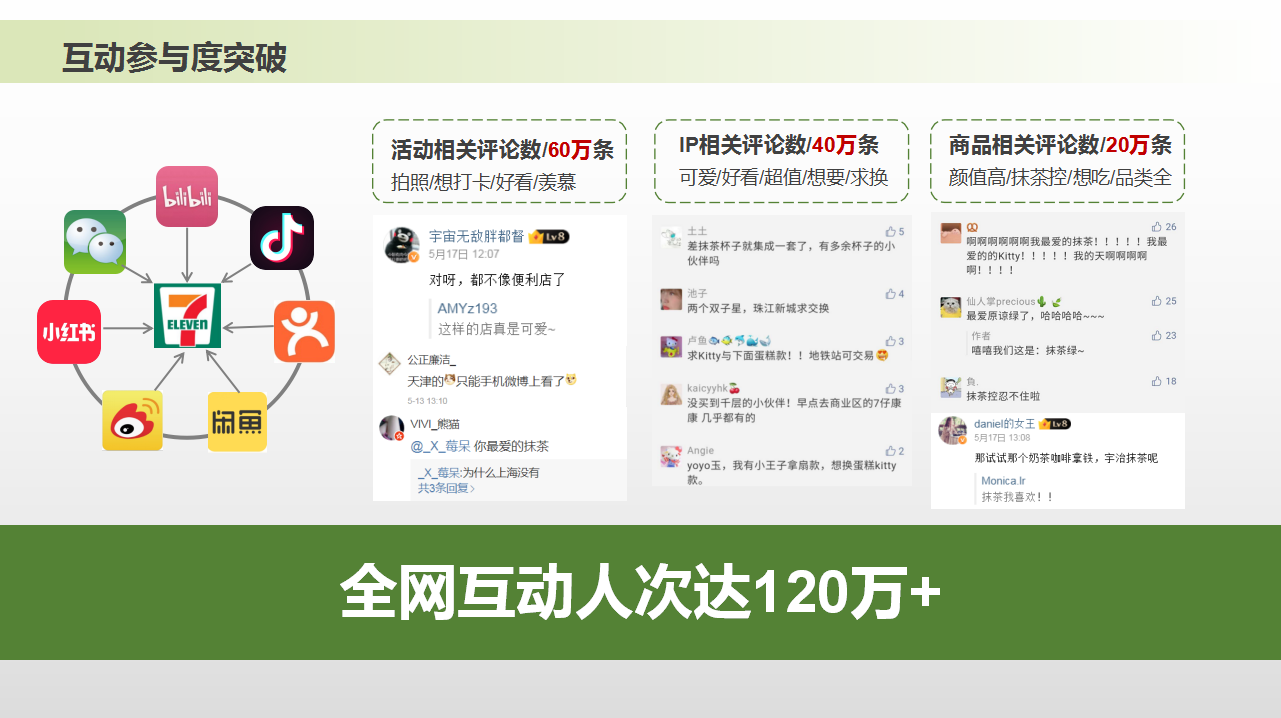 互动参与度突破
bilibili
小红书
7
ELEVEN
闲鱼
活动相关评论数/60万条
拍照/想打卡/好看/羡慕
宇宙无敌胖都督 Lv8
5月17日 12:07
对呀，都不像便利店了
AMYz193
这样的店真是可爱~
公正廉洁_
天津的只能手机微博上看了
5-13 13:10
VIVI_熊猫
@_X_莓呆 你最爱的抹茶
_X_莓呆:为什么上海没有
共3条回复>
IP相关评论数/40万条
可爱/好看/超值/想要/求换
土土 5
差抹茶杯子就集成一套了，有多余杯子的小
伙伴吗
池子 4
两个双子星，珠江新城求交换
卢鱼 3
求Kitty与下面蛋糕款！！地铁站可交易
kaicyyhk 3
没买到千层的小伙伴！早点去商业区的7仔康
康 几乎都有的
Angie 2
yoyo玉，我有小王子拿扇款，想换蛋糕kitty
款。
商品相关评论数/20万条
颜值高/抹茶控/想吃/品类全
26
啊啊啊啊啊啊我最爱的抹茶！！！！！我最
爱的的Kitty！！！！！我的天啊啊啊啊
啊！！！！
仙人掌precious 25
最爱原谅绿了，哈哈哈哈~~~
作者 23
嘻嘻我们这是：抹茶绿~
負. 18
抹茶控忍不住啦
daniel的女王 Lv8
5月17日 13:08
那试试那个奶茶咖啡拿铁，宇治抹茶呢
Monica.lr
抹茶我喜欢！！
全网互动人次达120万+